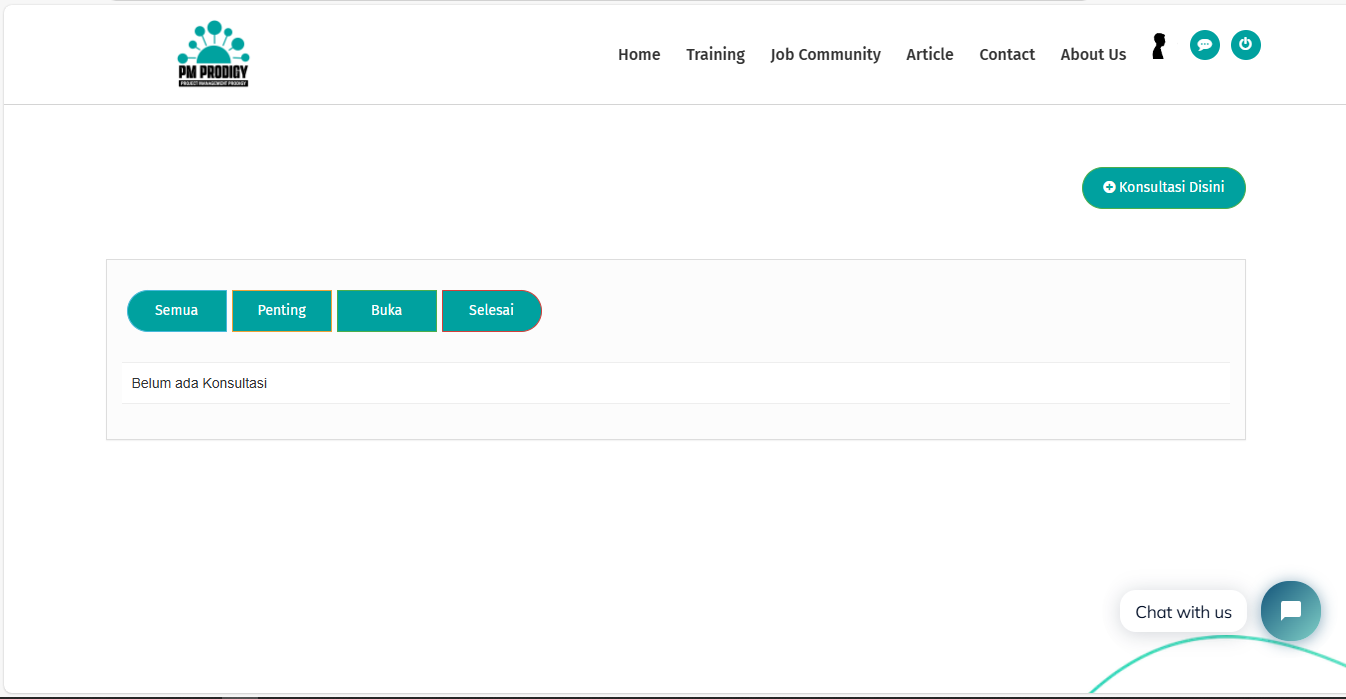 PM PRODIGY
PROJECT MANAGEMENT PRODIGY
Home Training Job Community Article Contact About Us
Konsultasi Disini
Semua Penting Buka Selesai
Belum ada Konsultasi
Chat with us